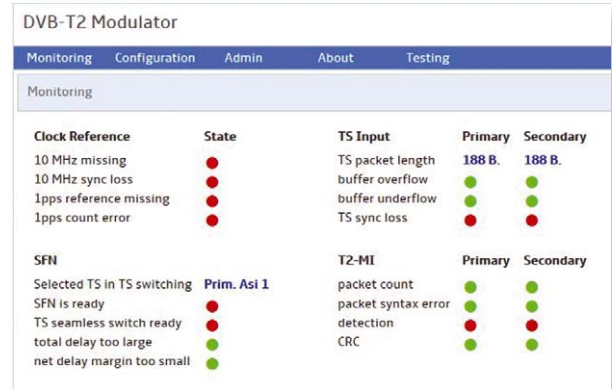 DVB-T2 Modulator
Monitoring Configuration Admin About Testing
Monitoring
Clock Reference State
10 MHz missing
10 MHz sync loss
1pps reference missing
1pps count error
TS Input Primary Secondary
TS packet length 188 B. 188 B.
buffer overflow
buffer underflow
TS sync loss
SFN
Selected TS in TS switching Prim. Asi 1
SFN is ready
TS seamless switch ready
total delay too large
net delay margin too small
T2-MI Primary Secondary
packet count
packet syntax error
detection
CRC